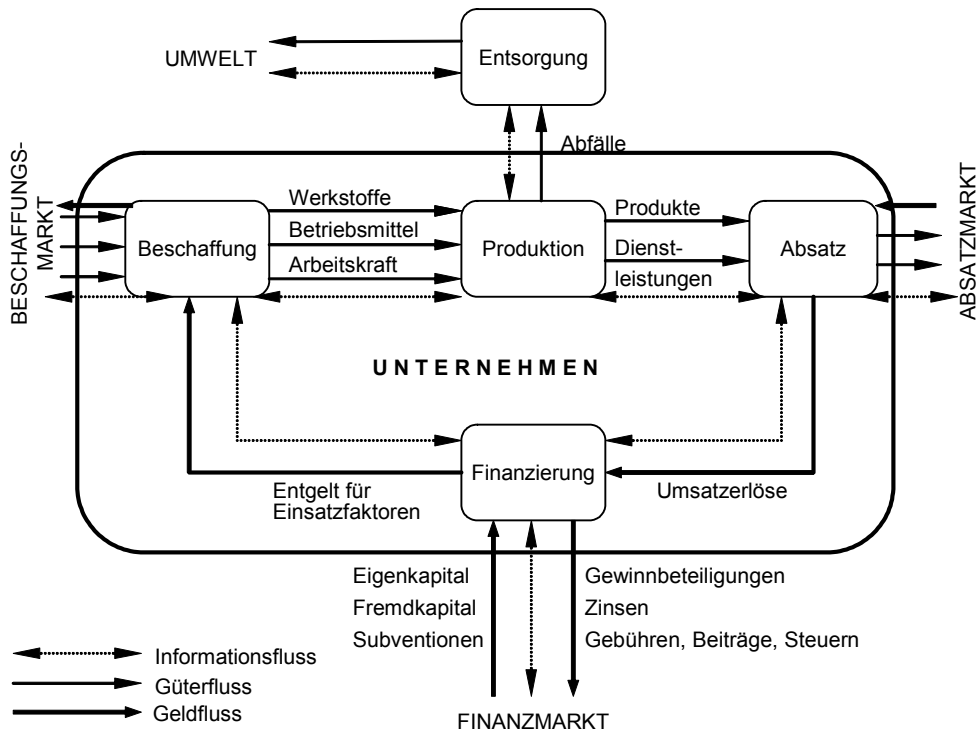 Entsorgung
UMWELT
Abfälle
BESCHAFFUNGS-
MARKT
Werkstoffe
Betriebsmittel
Arbeitskraft
Beschaffung
Produktion
Produkte
Dienst-
leistungen
Absatz
ABSATZMARKT
UNTERNEHMEN
Finanzierung
Entgelt für
Einsatzfaktoren
Umsatzerlöse
Eigenkapital
Fremdkapital
Subventionen
Gewinnbeteiligungen
Zinsen
Gebühren, Beiträge, Steuern
Informationsfluss
Güterfluss
Geldfluss
FINANZMARKT